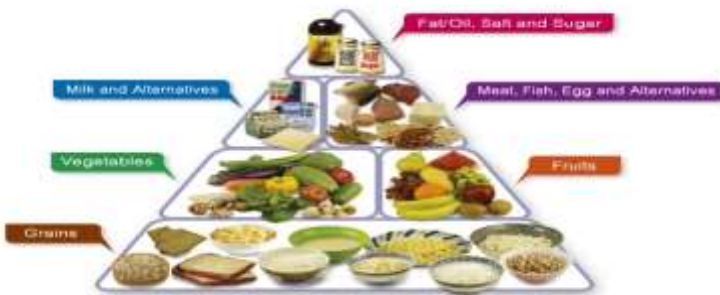 Fat/Oil, Salt and Sugar
Milk and Alternatives
Meat, Fish, Egg and Alternatives
Vegetables
Fruits
Grains